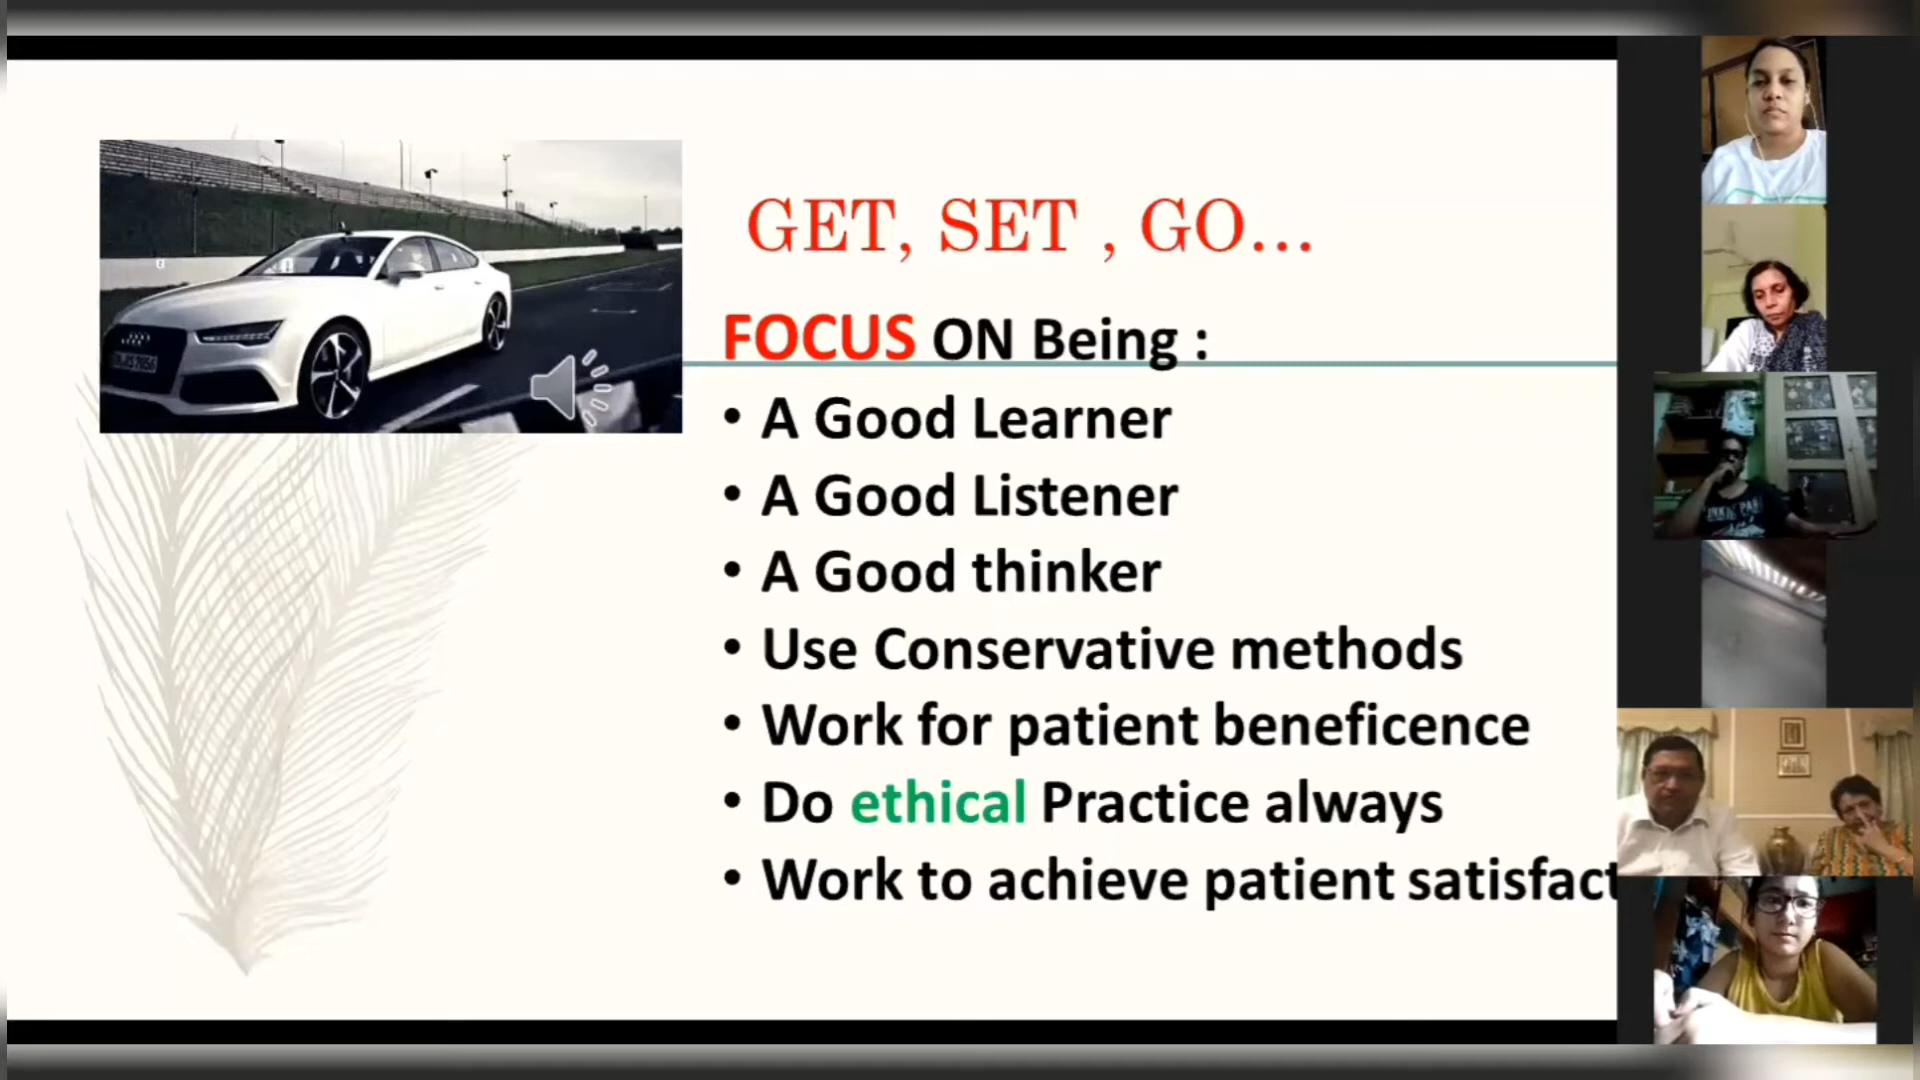 GET, SET , GO...
FOCUS ON Being :
• A Good Learner
• A Good Listener
• A Good thinker
• Use Conservative methods
• Work for patient beneficence
• Do ethical Practice always
• Work to achieve patient satisfact